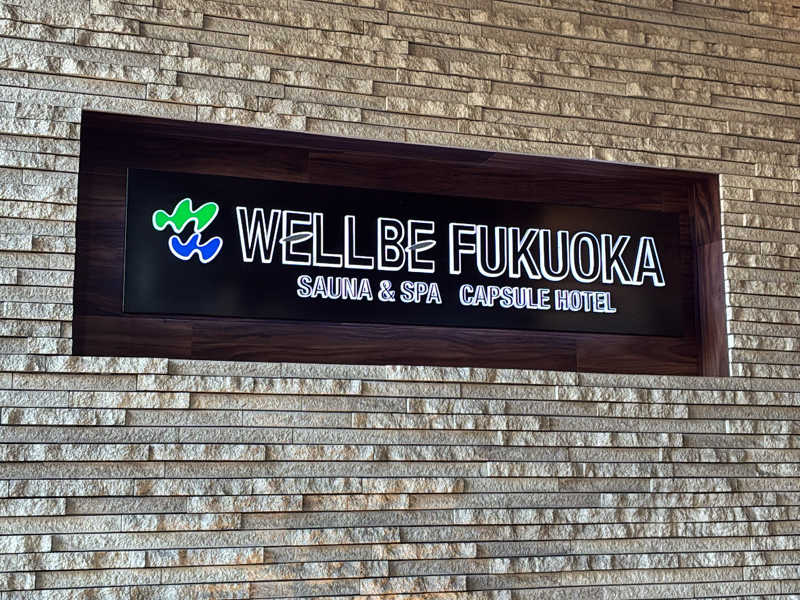 WELLBE FUKUOKA
SAUNA & SPA CAPSULE HOTEL